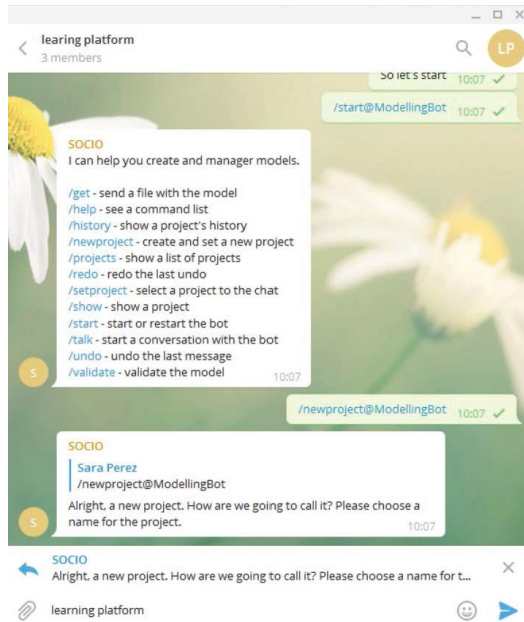 learing platform
3 members
LP
So let's start 10:07
/start@ModellingBot 10:07
SOCIO
I can help you create and manager models.
/get - send a file with the model
/help - see a command list
/history - show a project's history
/newproject - create and set a new project
/projects - show a list of projects
/redo - redo the last undo
/setproject - select a project to the chat
/show - show a project
/start - start or restart the bot
/talk - start a conversation with the bot
/undo - undo the last message
/validate - validate the model
10:07
S
/newproject@ModellingBot 10:07
SOCIO
Sara Perez
/newproject@ModellingBot
Alright, a new project. How are we going to call it? Please choose a
name for the project.
10:07
S
SOCIO
Alright, a new project. How are we going to call it? Please choose a name for t...
learning platform